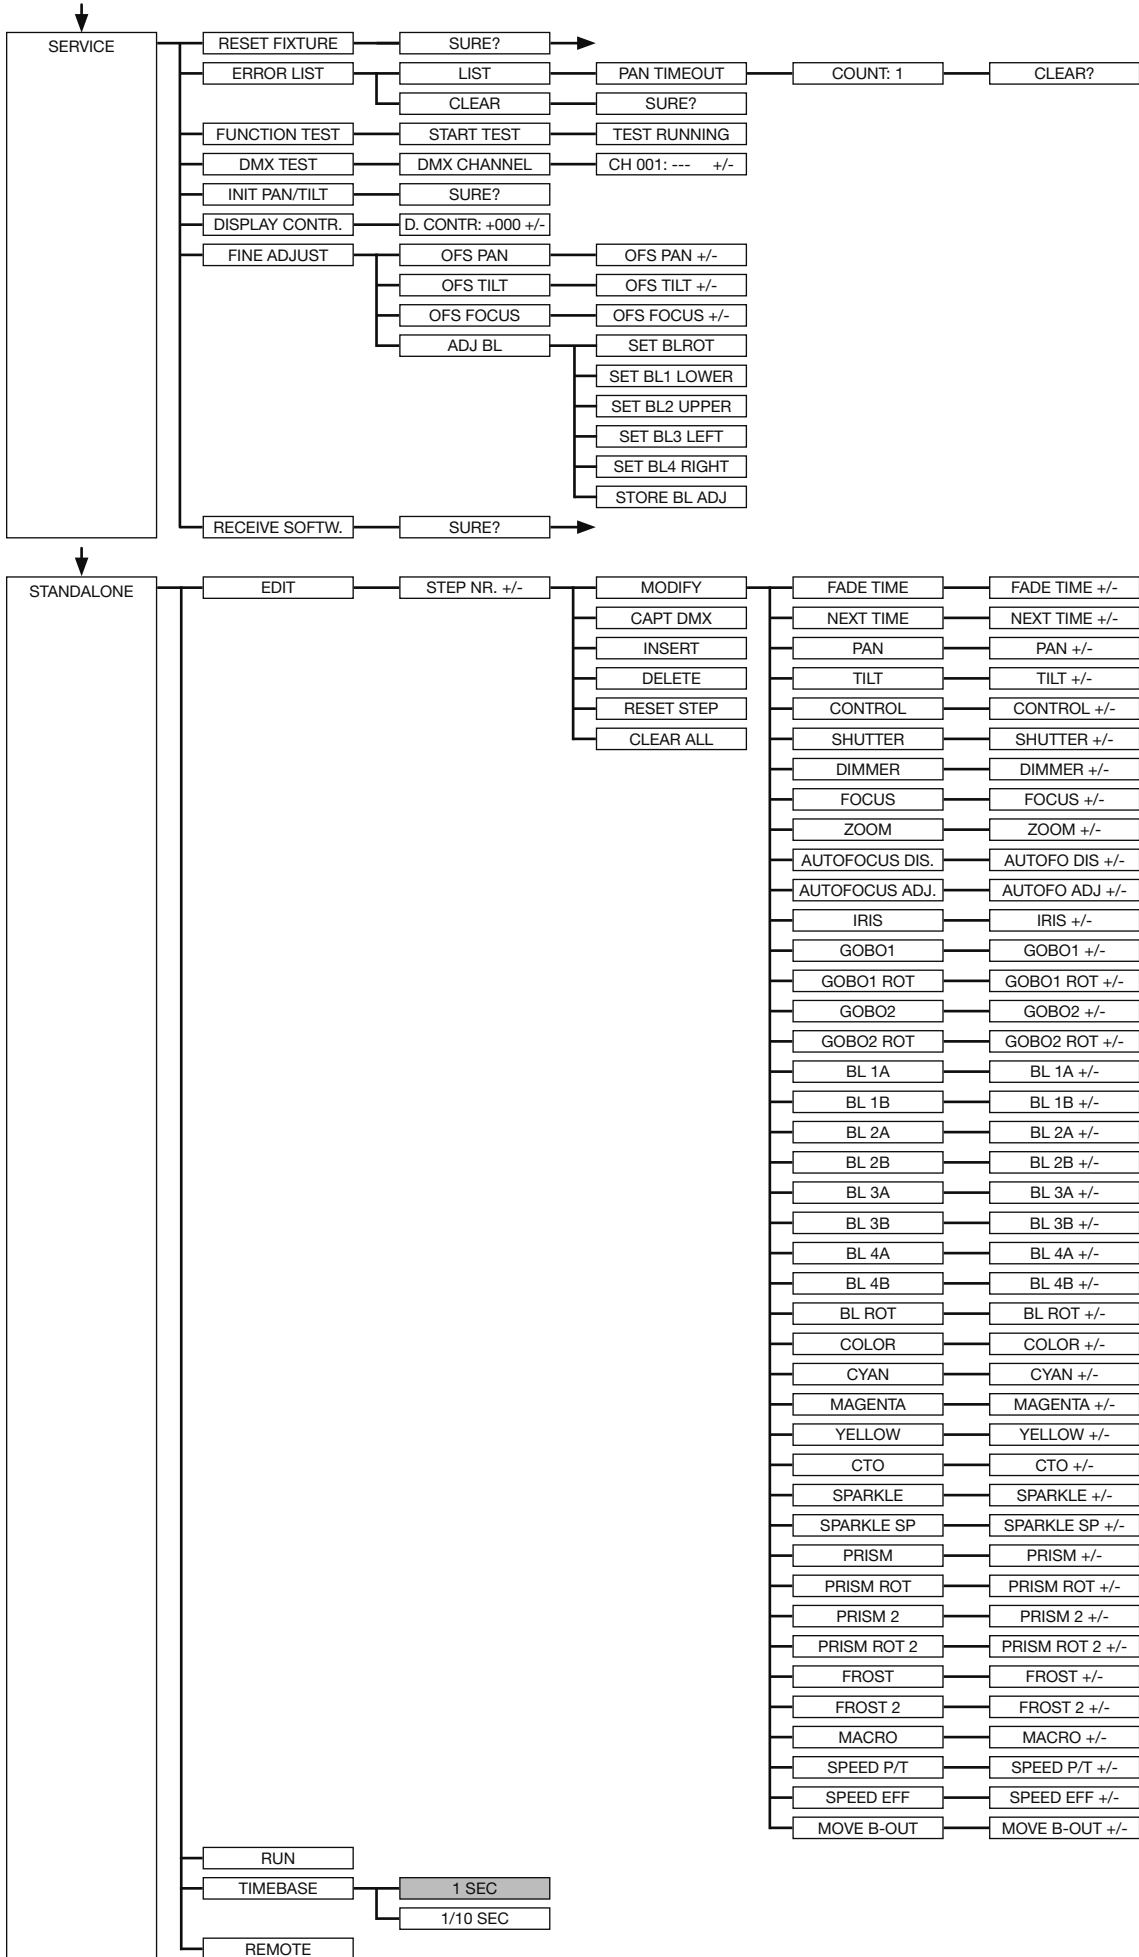 SERVICE RESET FIXTURE SURE?
ERROR LIST LIST PAN TIMEOUT COUNT: 1 CLEAR?
CLEAR SURE?
FUNCTION TEST START TEST TEST RUNNING
DMX TEST DMX CHANNEL CH 001: --- +/-
INIT PAN/TILT SURE?
DISPLAY CONTR. D. CONTR: +000 +/-
FINE ADJUST OFS PAN OFS PAN +/-
OFS TILT OFS TILT +/-
OFS FOCUS OFS FOCUS +/-
ADJ BL SET BLROT
SET BL1 LOWER
SET BL2 UPPER
SET BL3 LEFT
SET BL4 RIGHT
STORE BL ADJ
RECEIVE SOFTW. SURE?
STANDALONE EDIT STEP NR. +/- MODIFY FADE TIME FADE TIME +/-
CAPT DMX NEXT TIME NEXT TIME +/-
INSERT PAN PAN +/-
DELETE TILT TILT +/-
RESET STEP CONTROL CONTROL +/-
CLEAR ALL SHUTTER SHUTTER +/-
DIMMER DIMMER +/-
FOCUS FOCUS +/-
ZOOM ZOOM +/-
AUTOFOCUS DIS. AUTOFO DIS +/-
AUTOFOCUS ADJ. AUTOFO ADJ +/-
IRIS IRIS +/-
GOBO1 GOBO1 +/-
GOBO1 ROT GOBO1 ROT +/-
GOBO2 GOBO2 +/-
GOBO2 ROT GOBO2 ROT +/-
BL 1A BL 1A +/-
BL 1B BL 1B +/-
BL 2A BL 2A +/-
BL 2B BL 2B +/-
BL 3A BL 3A +/-
BL 3B BL 3B +/-
BL 4A BL 4A +/-
BL 4B BL 4B +/-
BL ROT BL ROT +/-
COLOR COLOR +/-
CYAN CYAN +/-
MAGENTA MAGENTA +/-
YELLOW YELLOW +/-
CTO CTO +/-
SPARKLE SPARKLE +/-
SPARKLE SP SPARKLE SP +/-
PRISM PRISM +/-
PRISM ROT PRISM ROT +/-
PRISM 2 PRISM 2 +/-
PRISM ROT 2 PRISM ROT 2 +/-
FROST FROST +/-
FROST 2 FROST 2 +/-
MACRO MACRO +/-
SPEED P/T SPEED P/T +/-
SPEED EFF SPEED EFF +/-
MOVE B-OUT MOVE B-OUT +/-
RUN
TIMEBASE 1 SEC
1/10 SEC
REMOTE